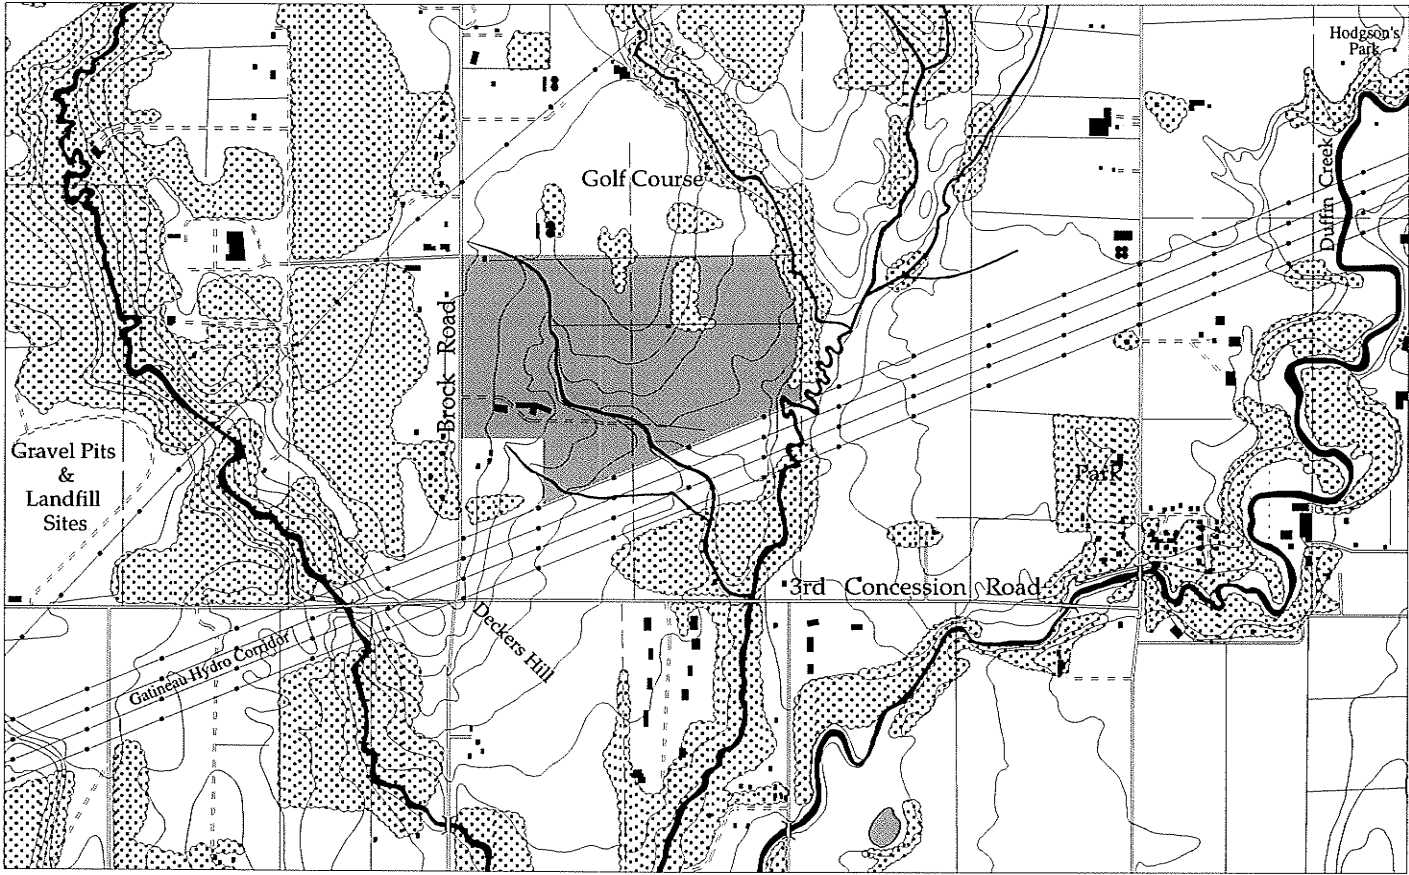 Hodgson's
Park
Golf Course
Duffin Creek
Brock Road
Gravel Pits
&
Landfill
Sites
Park
3rd Concession Road
Deckers Hill
Gatineau Hydro Corridor